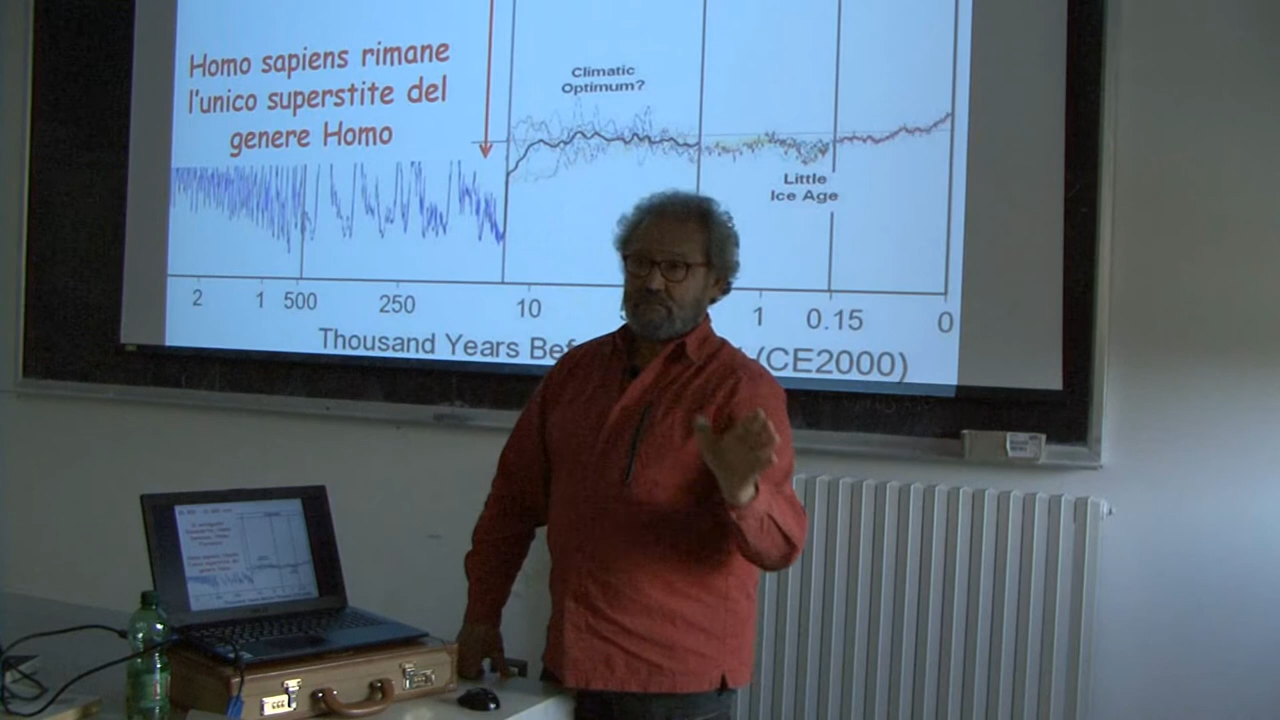 Homo sapiens rimane
l'unico superstite del
genere Homo
Climatic
Optimum?
Little
Ice Age
2 1 500 250 10 1 0.15 0
Thousand Years Bef (CE2000)